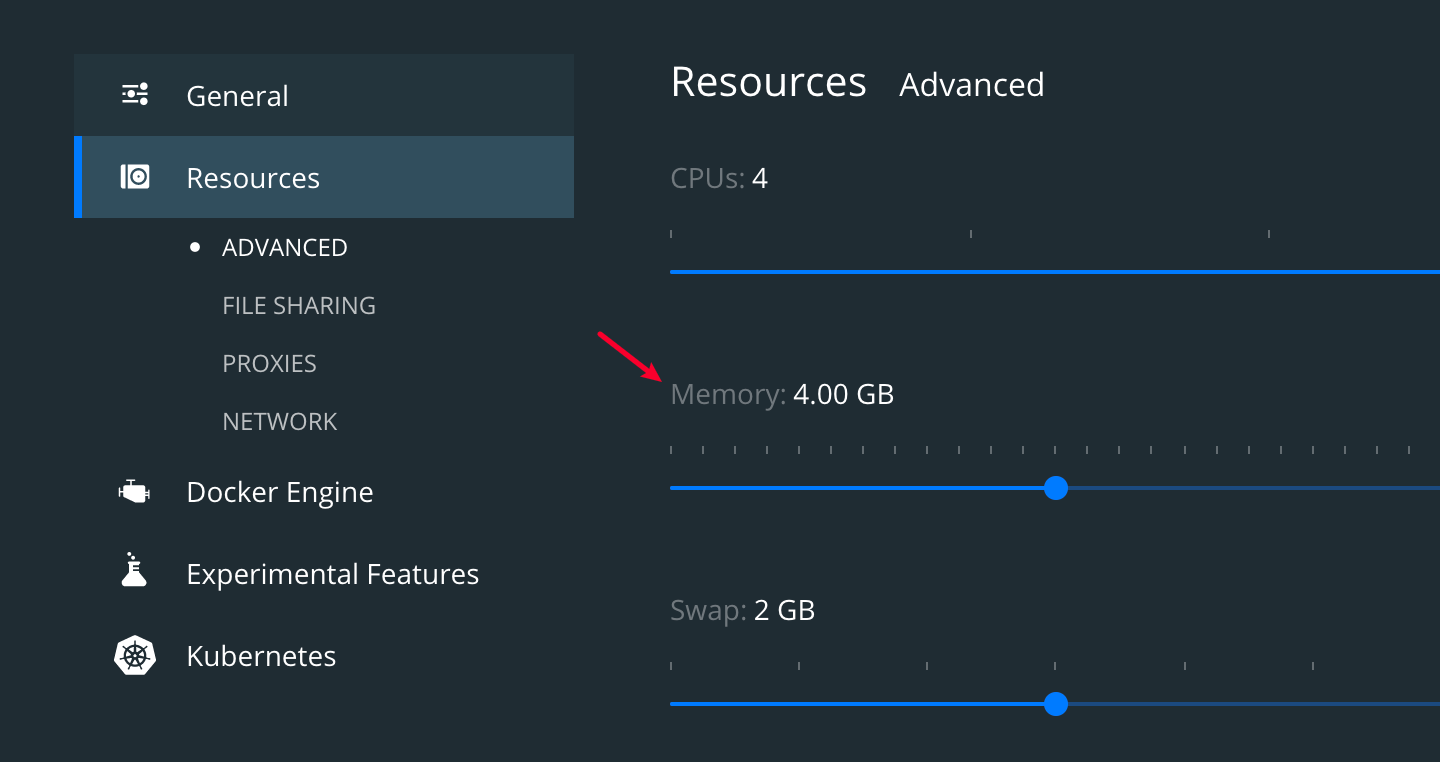 General
Resources
ADVANCED
FILE SHARING
PROXIES
NETWORK
Docker Engine
Experimental Features
Kubernetes
Resources Advanced
CPUs: 4
Memory: 4.00 GB
Swap: 2 GB